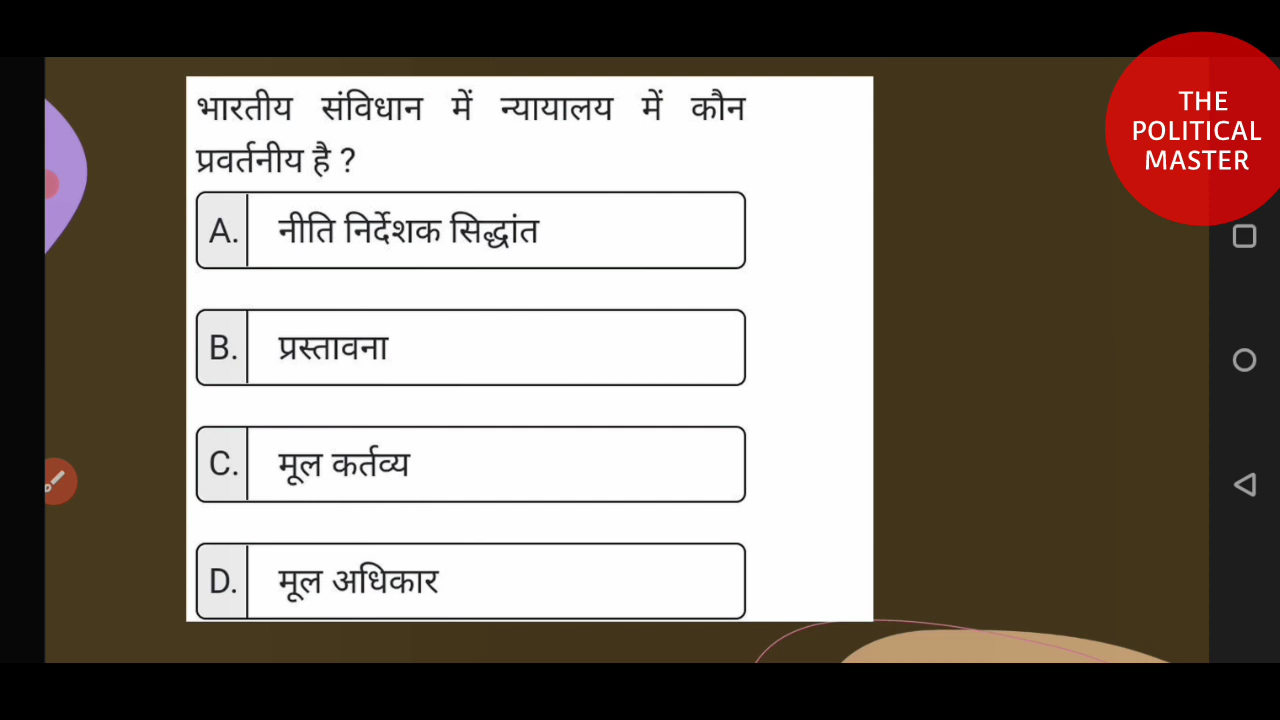 THE
POLITICAL
MASTER
भारतीय संविधान में न्यायालय में कौन
प्रवर्तनीय है ?
A. नीति निर्देशक सिद्धांत
B. प्रस्तावना
C. मूल कर्तव्य
D. मूल अधिकार